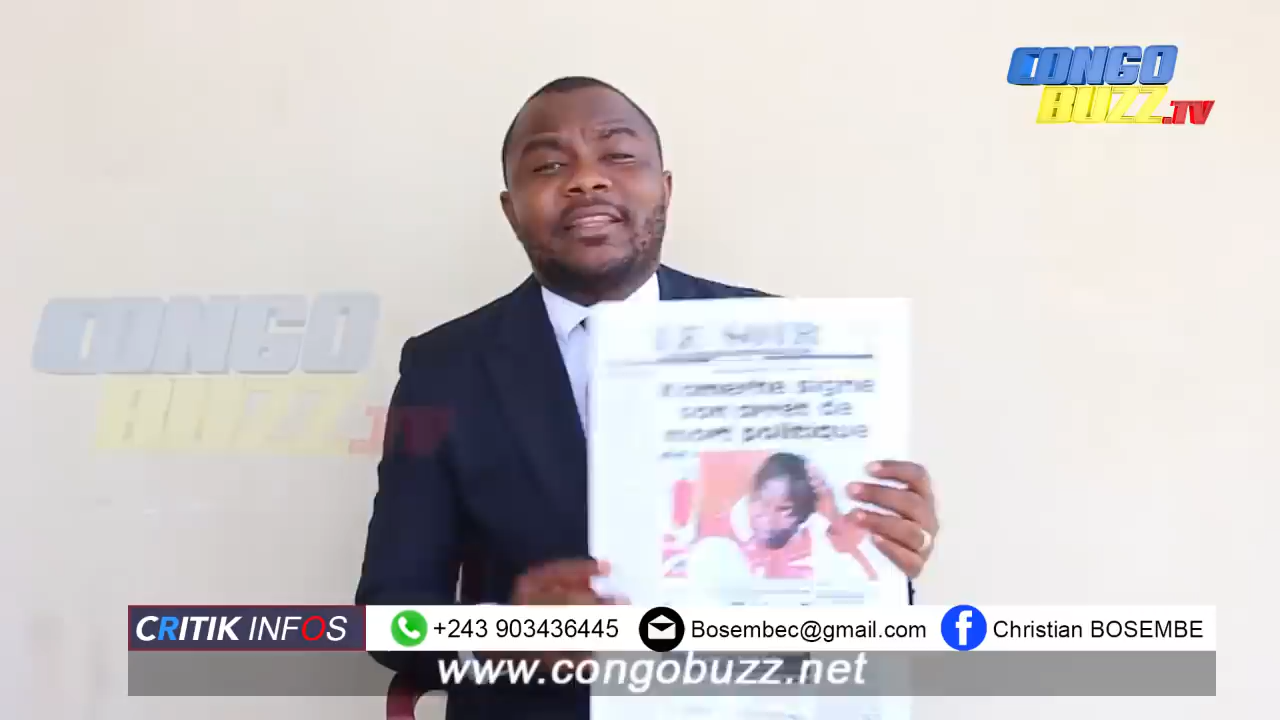 CONGO
BUZZ.TV
CONGO
BUZZ.TV
LE SOIR
signe
son arrêt de
mort politique
CRITIK INFOS
+243 903436445
Bosembec@gmail.com
Christian BOSEMBE
www.congobuzz.net